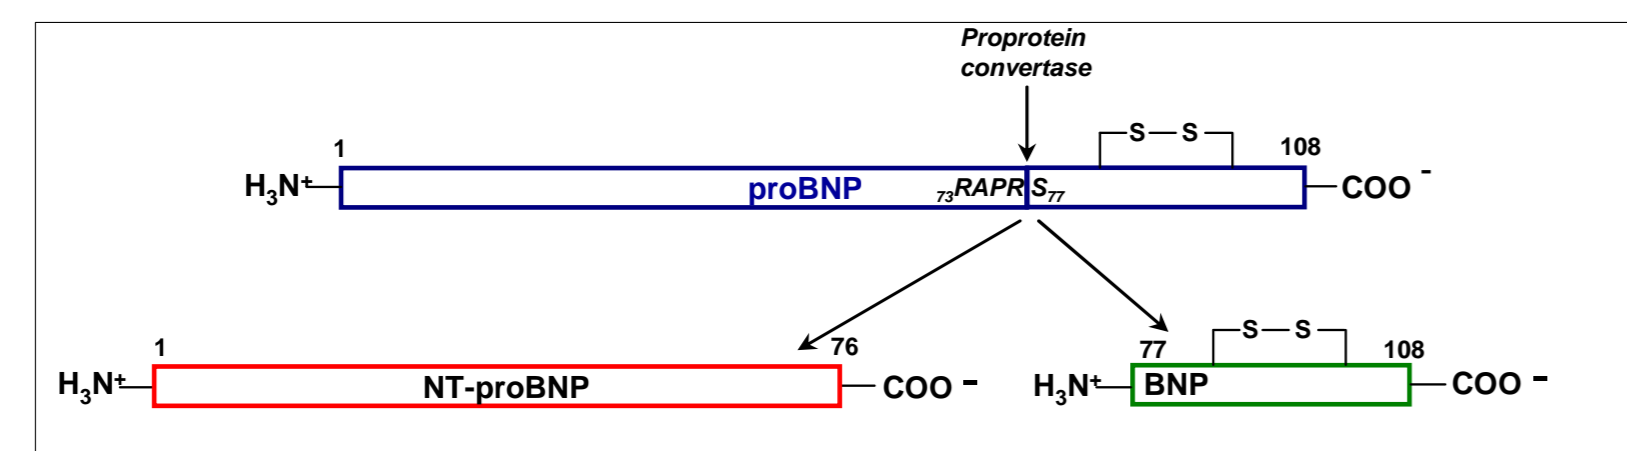 Proprotein
convertase
S S
1 108
H₃N⁺ proBNP ₇₃RAPR S₇₇ COO ⁻
S S
1 76 77 108
H₃N⁺ NT-proBNP COO ⁻ H₃N⁺ BNP COO ⁻